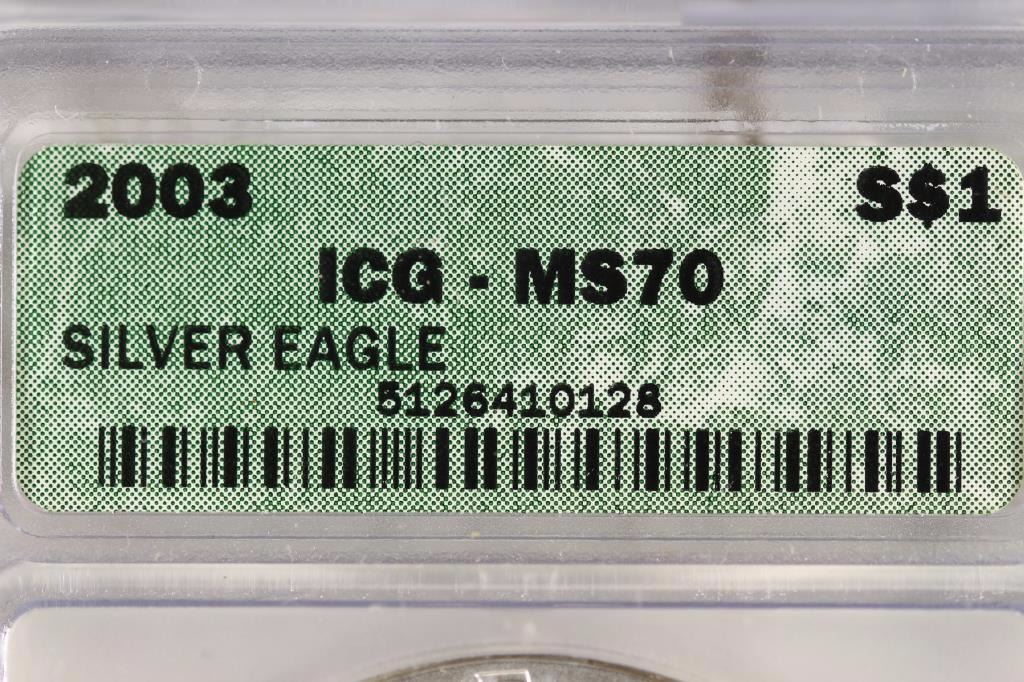 2003 S$1
ICG - MS70
SILVER EAGLE
5126410128